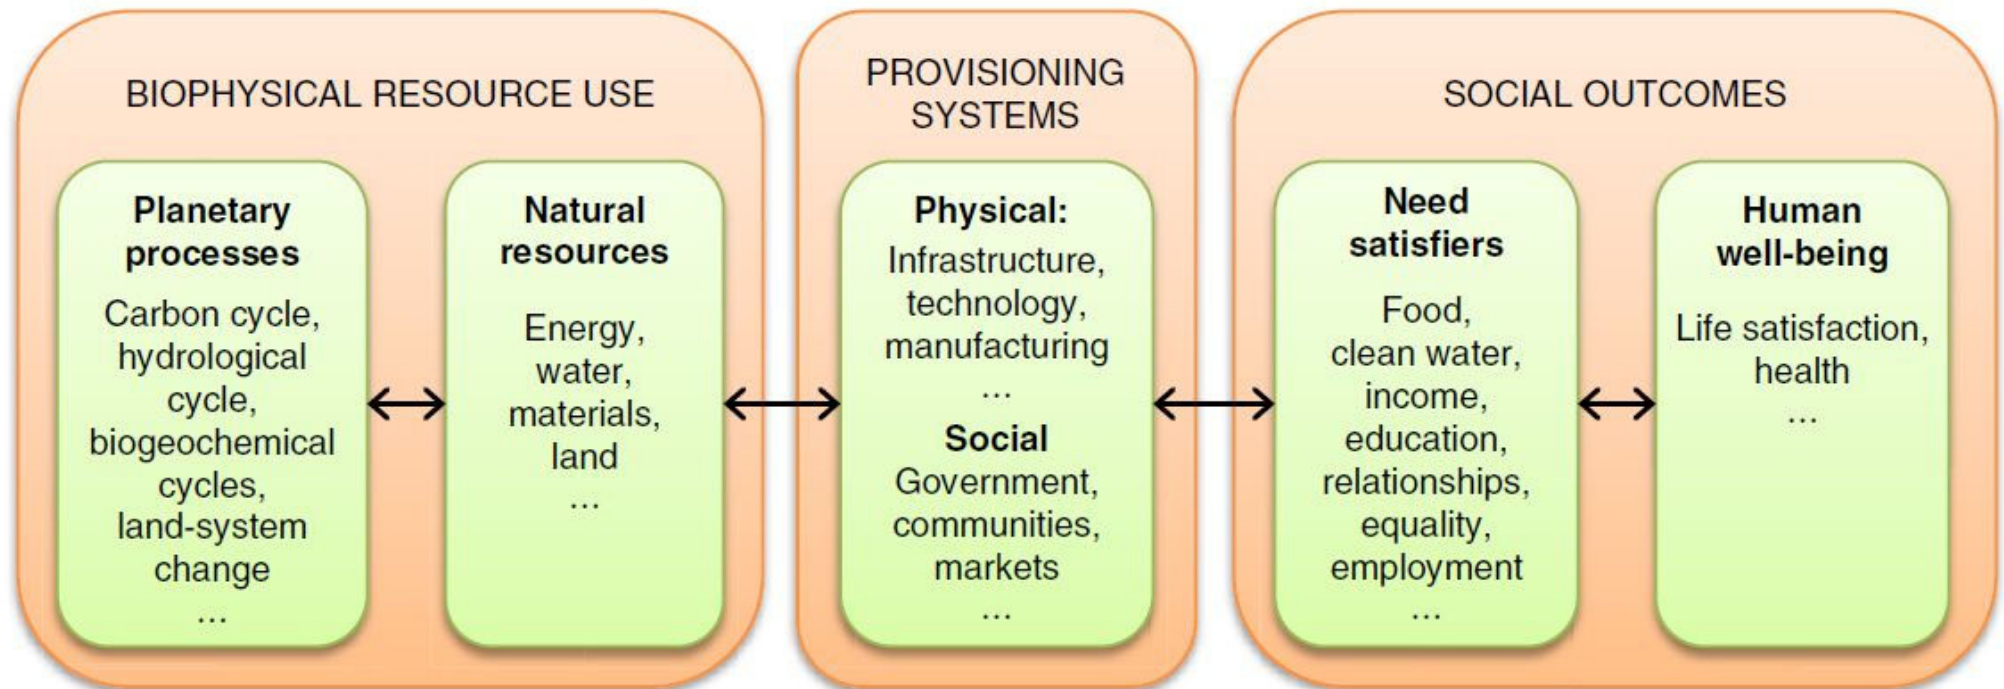 BIOPHYSICAL RESOURCE USE
Planetary
processes
Carbon cycle,
hydrological
cycle,
biogeochemical
cycles,
land-system
change
...
Natural
resources
Energy,
water,
materials,
land
...
PROVISIONING
SYSTEMS
Physical:
Infrastructure,
technology,
manufacturing
...
Social
Government,
communities,
markets
...
SOCIAL OUTCOMES
Need
satisfiers
Food,
clean water,
income,
education,
relationships,
equality,
employment
...
Human
well-being
Life satisfaction,
health
...